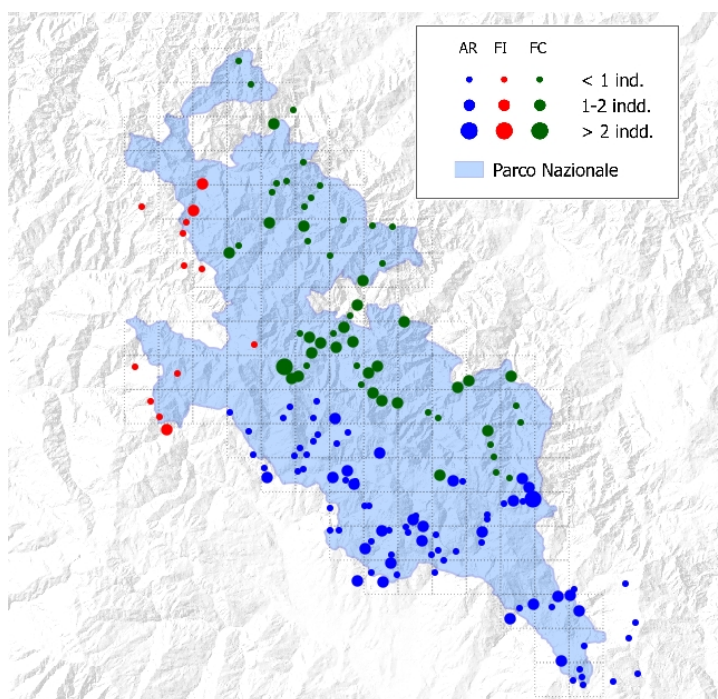 AR FI FC
< 1 ind.
1-2 indd.
> 2 indd.
Parco Nazionale